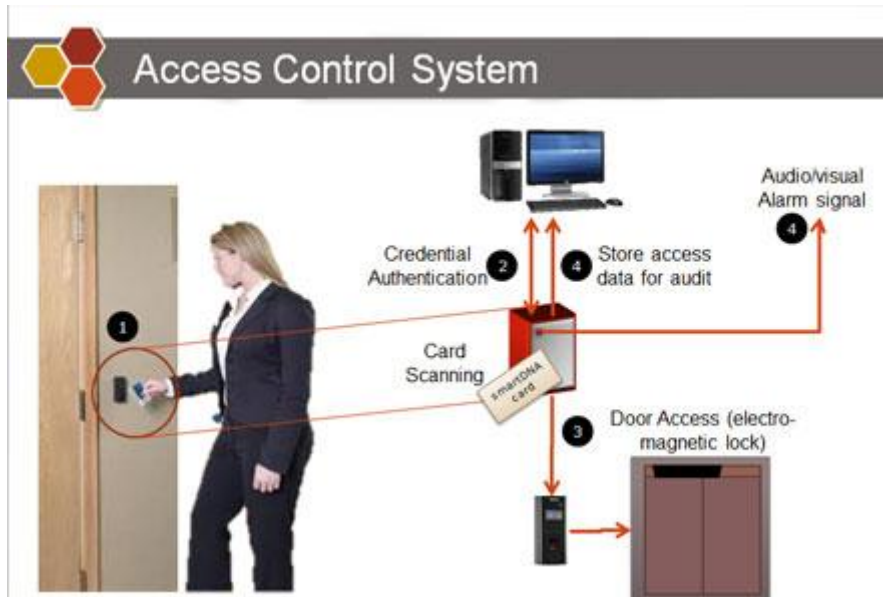 Access Control System
Audio/visual
Alarm signal
4
Credential
Authentication
2
4
Store access
data for audit
1
Card
Scanning
smartDNA
card
3
Door Access (electro-
magnetic lock)